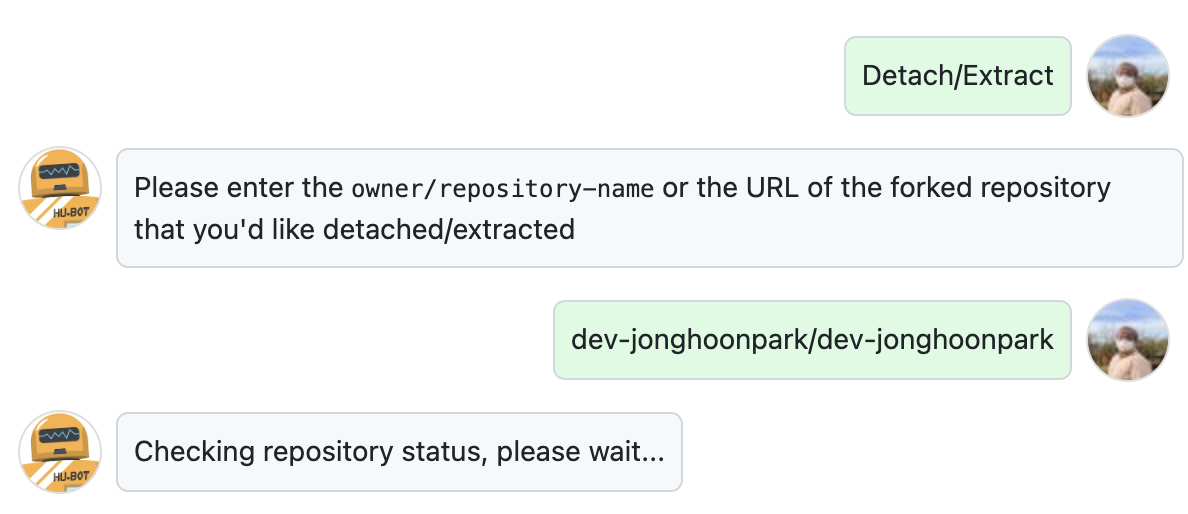 Detach/Extract
HU-BOT
Please enter the owner/repository-name or the URL of the forked repository
that you'd like detached/extracted
dev-jonghoonpark/dev-jonghoonpark
HU-BOT
Checking repository status, please wait...